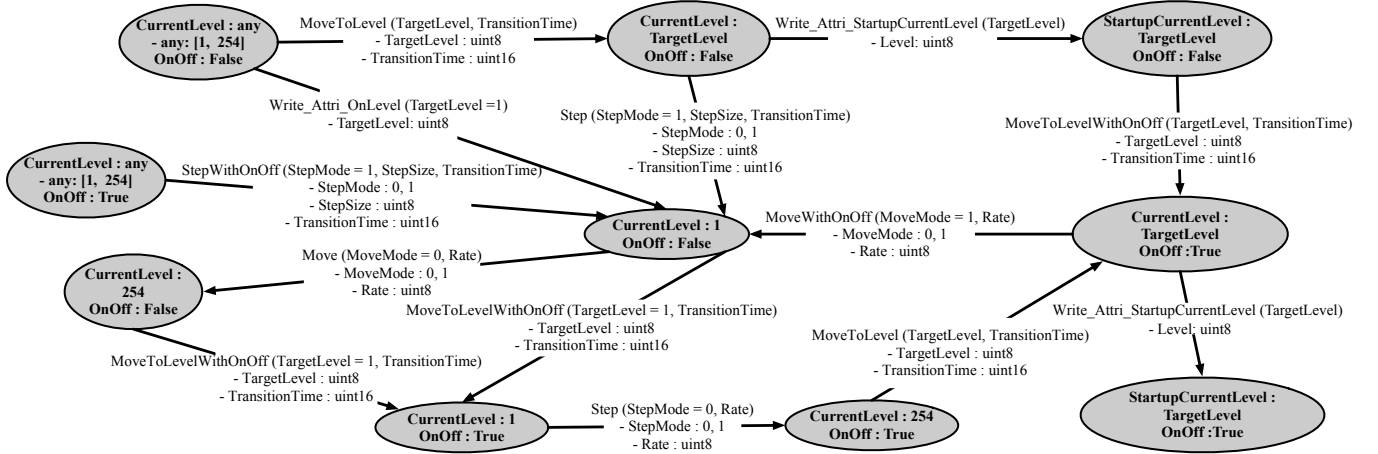 CurrentLevel : any
- any: [1, 254]
OnOff : False
MoveToLevel (TargetLevel, TransitionTime)
- TargetLevel : uint8
- TransitionTime : uint16
CurrentLevel :
TargetLevel
OnOff : False
Write_Attri_StartupCurrentLevel (TargetLevel)
- Level: uint8
StartupCurrentLevel :
TargetLevel
OnOff : False
Write_Attri_OnLevel (TargetLevel =1)
- TargetLevel: uint8
Step (StepMode = 1, StepSize, TransitionTime)
- StepMode : 0, 1
- StepSize : uint8
- TransitionTime : uint16
MoveToLevelWithOnOff (TargetLevel, TransitionTime)
- TargetLevel : uint8
- TransitionTime : uint16
CurrentLevel : any
- any: [1, 254]
OnOff : True
StepWithOnOff (StepMode = 1, StepSize, TransitionTime)
- StepMode : 0, 1
- StepSize : uint8
- TransitionTime : uint16
CurrentLevel : 1
OnOff : False
MoveWithOnOff (MoveMode = 1, Rate)
- MoveMode : 0, 1
- Rate : uint8
CurrentLevel :
TargetLevel
OnOff :True
CurrentLevel :
254
OnOff : False
Move (MoveMode = 0, Rate)
- MoveMode : 0, 1
- Rate : uint8
MoveToLevelWithOnOff (TargetLevel = 1, TransitionTime)
- TargetLevel : uint8
- TransitionTime : uint16
MoveToLevel (TargetLevel, TransitionTime)
- TargetLevel : uint8
- TransitionTime : uint16
Write_Attri_StartupCurrentLevel (TargetLevel)
- Level: uint8
MoveToLevelWithOnOff (TargetLevel = 1, TransitionTime)
- TargetLevel : uint8
- TransitionTime : uint16
CurrentLevel : 1
OnOff : True
Step (StepMode = 0, Rate)
- StepMode : 0, 1
- Rate : uint8
CurrentLevel : 254
OnOff : True
StartupCurrentLevel :
TargetLevel
OnOff :True